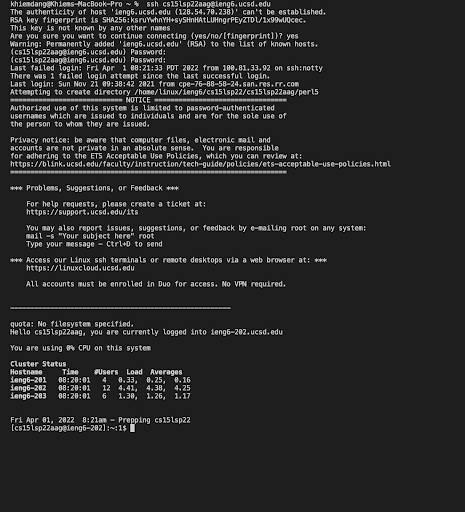 khiemdang@Khiems-MacBook-Pro ~ %  ssh cs15lsp22aag@ieng6.ucsd.edu
The authenticity of host 'ieng6.ucsd.edu (128.54.70.238)' can't be established.
RSA key fingerprint is
This key is not known by any other names
Are you sure you want to continue connecting (yes/no/[fingerprint])? yes
Warning: Permanently added 'ieng6.ucsd.edu' (RSA) to the list of known hosts.
(cs15lsp22aag@ieng6.ucsd.edu) Password:
(cs15lsp22aag@ieng6.ucsd.edu) Password:
Last failed login: Fri Apr  1 08:21:33 PDT 2022 from 100.81.33.92 on ssh:notty
There was 1 failed login attempt since the last successful login.
Last login: Sun Nov 21 09:38:42 2021 from cpe-76-88-58-24.san.res.rr.com
Attempting to create directory /home/linux/ieng6/cs15lsp22/cs15lsp22aag/perl5
============================ NOTICE =================================
Authorized use of this system is limited to password-authenticated
usernames which are issued to individuals and are for the sole use of
the person to whom they are issued.
Privacy notice: be aware that computer files, electronic mail and
accounts are not private in an absolute sense.  You are responsible
for adhering to the ETS Acceptable Use Policies, which you can review at:
https://blink.ucsd.edu/faculty/instruction/tech-guide/policies/ets-acceptable-use-policies.html
=====================================================================
*** Problems, Suggestions, or Feedback ***
For help requests, please create a ticket at:
https://support.ucsd.edu/its
You may also report issues, suggestions, or feedback by e-mailing root on any system:
mail -s "Your subject here" root
Type your message - Ctrl+D to send
*** Access our Linux ssh terminals or remote desktops via a web browser at: ***
https://linuxcloud.ucsd.edu
All accounts must be enrolled in Duo for access. No VPN required.
quota: No filesystem specified.
Hello cs15lsp22aag, you are currently logged into ieng6-202.ucsd.edu
You are using 0% CPU on this system
Cluster Status
Hostname     Time    #Users  Load  Averages
ieng6-201   08:20:01   4   0.33,  0.25,  0.16
ieng6-202   08:20:01   12  4.41,  4.38,  4.25
ieng6-203   08:20:01   6   1.30,  1.26,  1.17
Fri Apr 01, 2022  8:21am - Prepping cs15lsp22
[cs15lsp22aag@ieng6-202]:~:1$